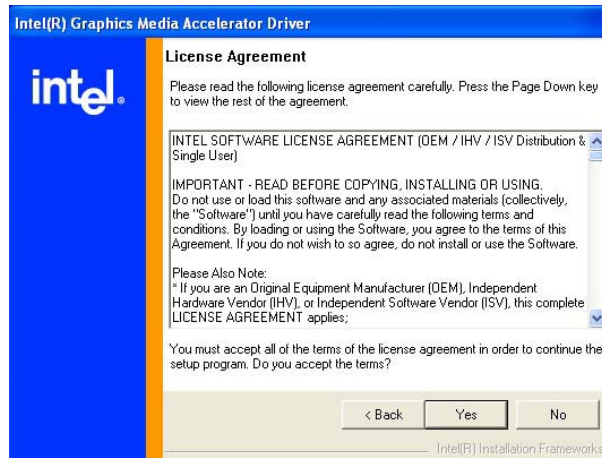 Intel(R) Graphics Media Accelerator Driver
intel.
License Agreement
Please read the following license agreement carefully. Press the Page Down key
to view the rest of the agreement.
INTEL SOFTWARE LICENSE AGREEMENT (OEM / IHV / ISV Distribution &
Single User)
IMPORTANT - READ BEFORE COPYING, INSTALLING OR USING.
Do not use or load this software and any associated materials (collectively,
the "Software") until you have carefully read the following terms and
conditions. By loading or using the Software, you agree to the terms of this
Agreement. If you do not wish to so agree, do not install or use the Software.
Please Also Note:
* If you are an Original Equipment Manufacturer (OEM), Independent
Hardware Vendor (IHV), or Independent Software Vendor (ISV), this complete
LICENSE AGREEMENT applies;
You must accept all of the terms of the license agreement in order to continue the
setup program. Do you accept the terms?
< Back Yes No
Intel(R) Installation Frameworks